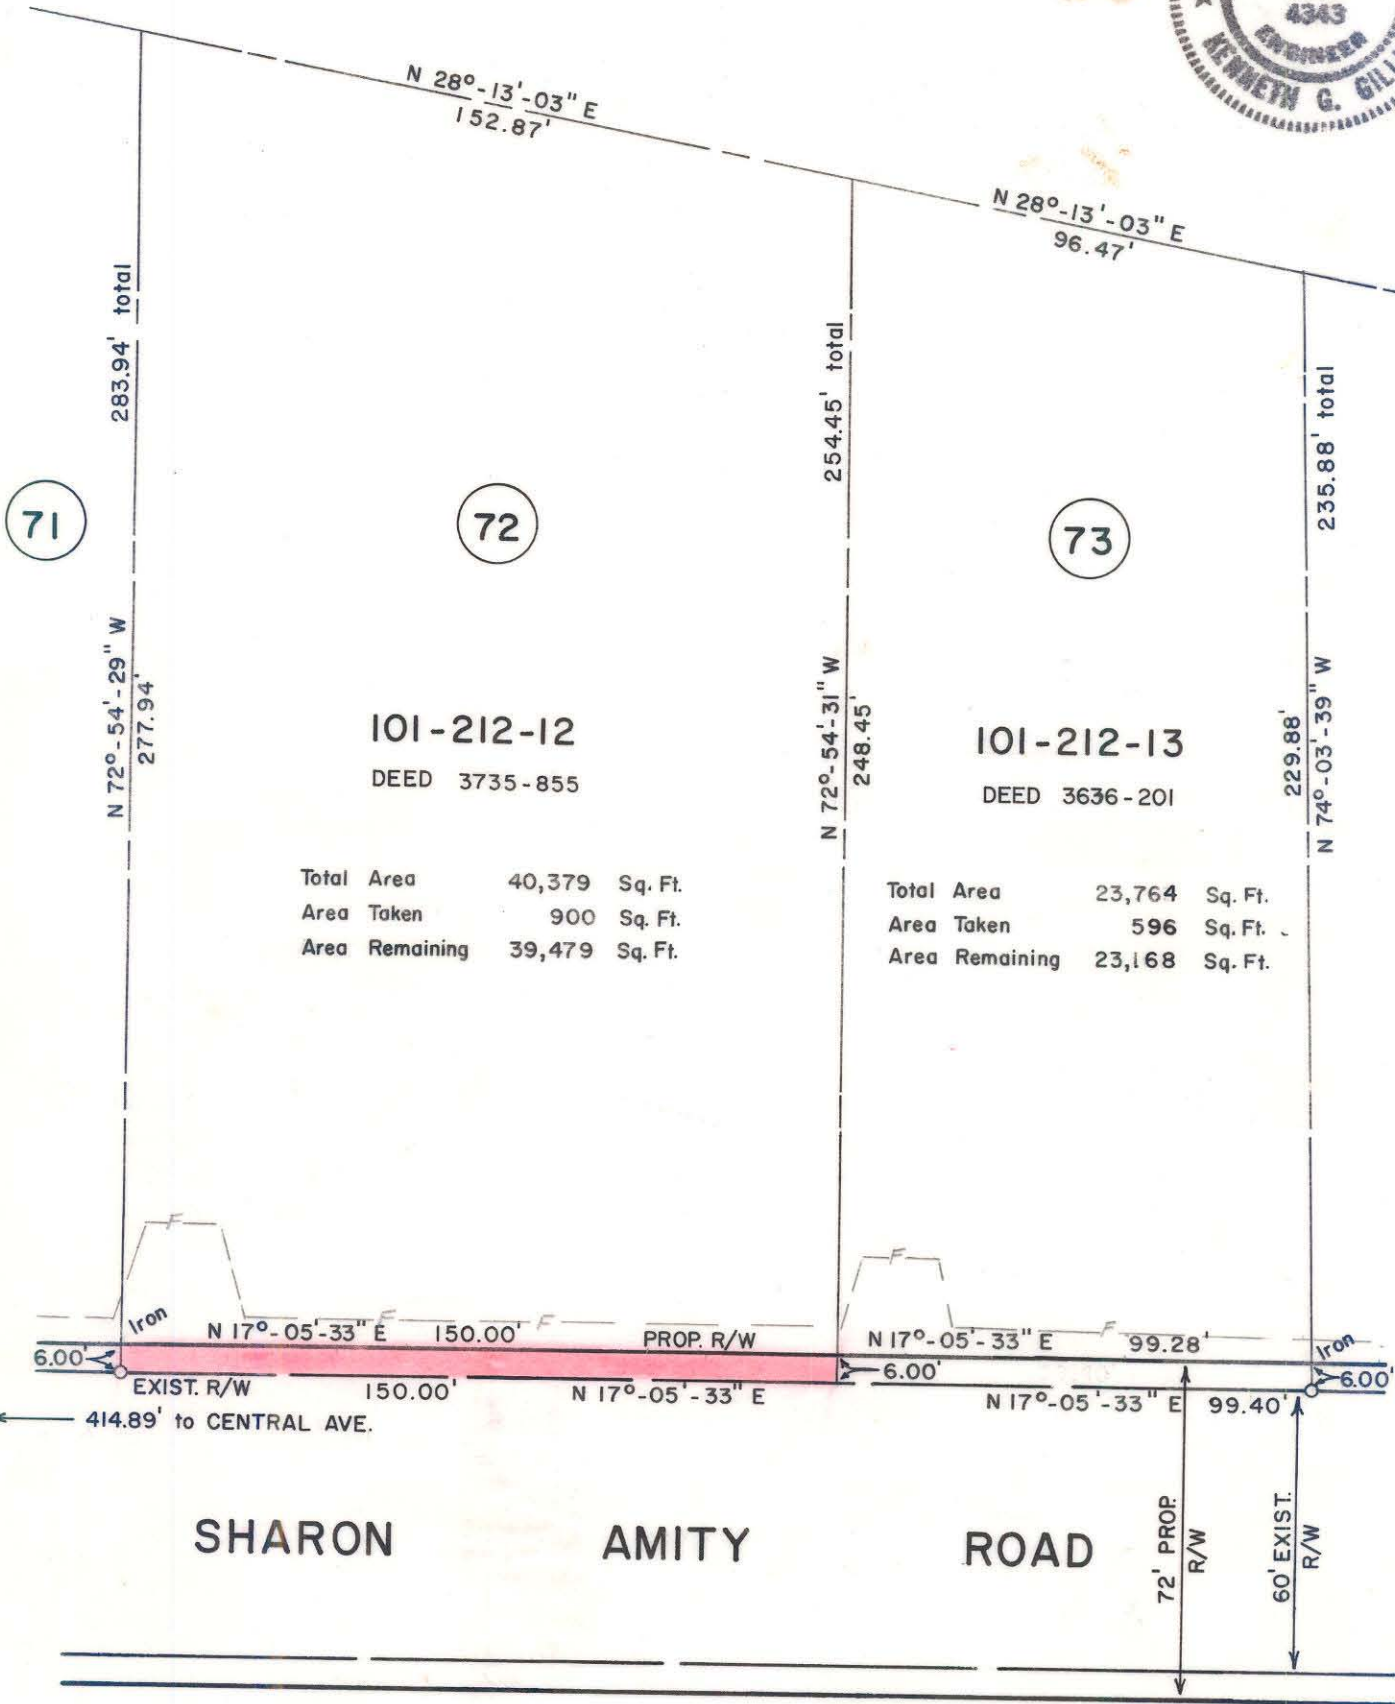 4343
ENGINEER
KENNETH G.
N 28°-13'-03" E
152.87'
N 28°-13'-03" E
96.47'
283.94' total
254.45' total
235.88' total
71
72
73
N 72°-54'-29" W
277.94'
N 72°-54'-31" W
248.45'
229.88'
N 74°-03'-39" W
101-212-12
DEED 3735-855
Total Area 40,379 Sq. Ft.
Area Taken 900 Sq. Ft.
Area Remaining 39,479 Sq. Ft.
101-212-13
DEED 3636-201
Total Area 23,764 Sq. Ft.
Area Taken 596 Sq. Ft.
Area Remaining 23,168 Sq. Ft.
F
F
Iron
F
F
F
Iron
N 17°-05'-33" E 150.00' PROP. R/W
N 17°-05'-33" E 99.28'
6.00'
6.00'
6.00'
EXIST. R/W 150.00' N 17°-05'-33" E
N 17°-05'-33" E 99.40'
414.89' to CENTRAL AVE.
SHARON AMITY ROAD
72' PROP.
R/W
60' EXIST.
R/W